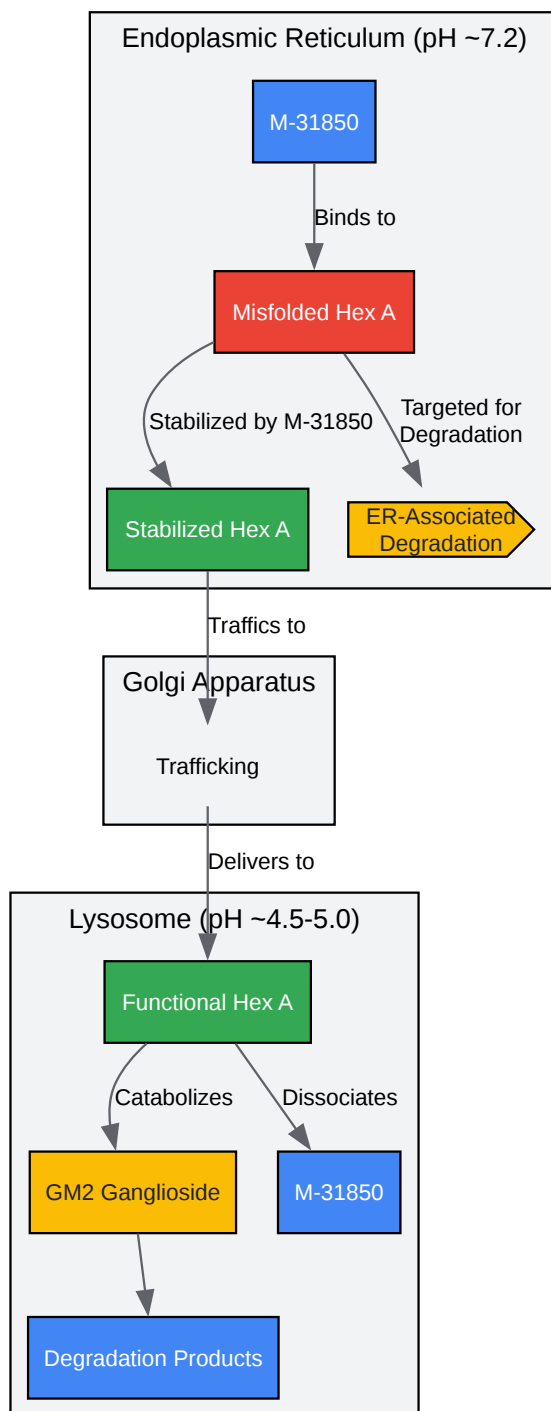 Endoplasmic Reticulum (pH ~7.2)
M-31850
Binds to
Misfolded Hex A
Stabilized by M-31850
Targeted for
Degradation
Stabilized Hex A
ER-Associated
Degradation
Traffics to
Golgi Apparatus
Trafficking
Delivers to
Lysosome (pH ~4.5-5.0)
Functional Hex A
Catabolizes
Dissociates
GM2 Ganglioside
M-31850
Degradation Products